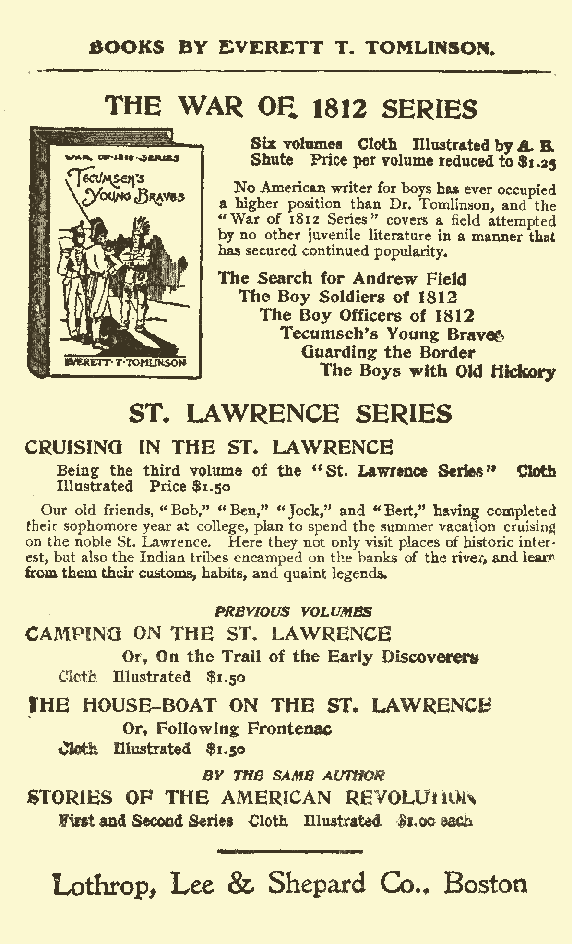 BOOKS BY EVERETT T. TOMLINSON.
THE WAR OF 1812 SERIES
WAR OF 1812 SERIES
TECUMSEH'S
YOUNG BRAVES
EVERETT·T·TOMLINSON
Six volumes Cloth Illustrated by A. B.
Shute Price per volume reduced to $1.25
No American writer for boys has ever occupied
a higher position than Dr. Tomlinson, and the
"War of 1812 Series" covers a field attempted
by no other juvenile literature in a manner that
has secured continued popularity.
The Search for Andrew Field
The Boy Soldiers of 1812
The Boy Officers of 1812
Tecumseh's Young Braves
Guarding the Border
The Boys with Old Hickory
ST. LAWRENCE SERIES
CRUISING IN THE ST. LAWRENCE
Being the third volume of the "St. Lawrence Series" Cloth
Illustrated Price $1.50
Our old friends, "Bob," "Ben," "Jock," and "Bert," having completed
their sophomore year at college, plan to spend the summer vacation cruising
on the noble St. Lawrence. Here they not only visit places of historic inter-
est, but also the Indian tribes encamped on the banks of the river, and learn
from them their customs, habits, and quaint legends.
PREVIOUS VOLUMES
CAMPING ON THE ST. LAWRENCE
Or, On the Trail of the Early Discoverers
Cloth Illustrated $1.50
THE HOUSE-BOAT ON THE ST. LAWRENCE
Or, Following Frontenac
Cloth Illustrated $1.50
BY THE SAME AUTHOR
STORIES OF THE AMERICAN REVOLUTION
First and Second Series Cloth Illustrated $1.00 each
Lothrop, Lee & Shepard Co., Boston